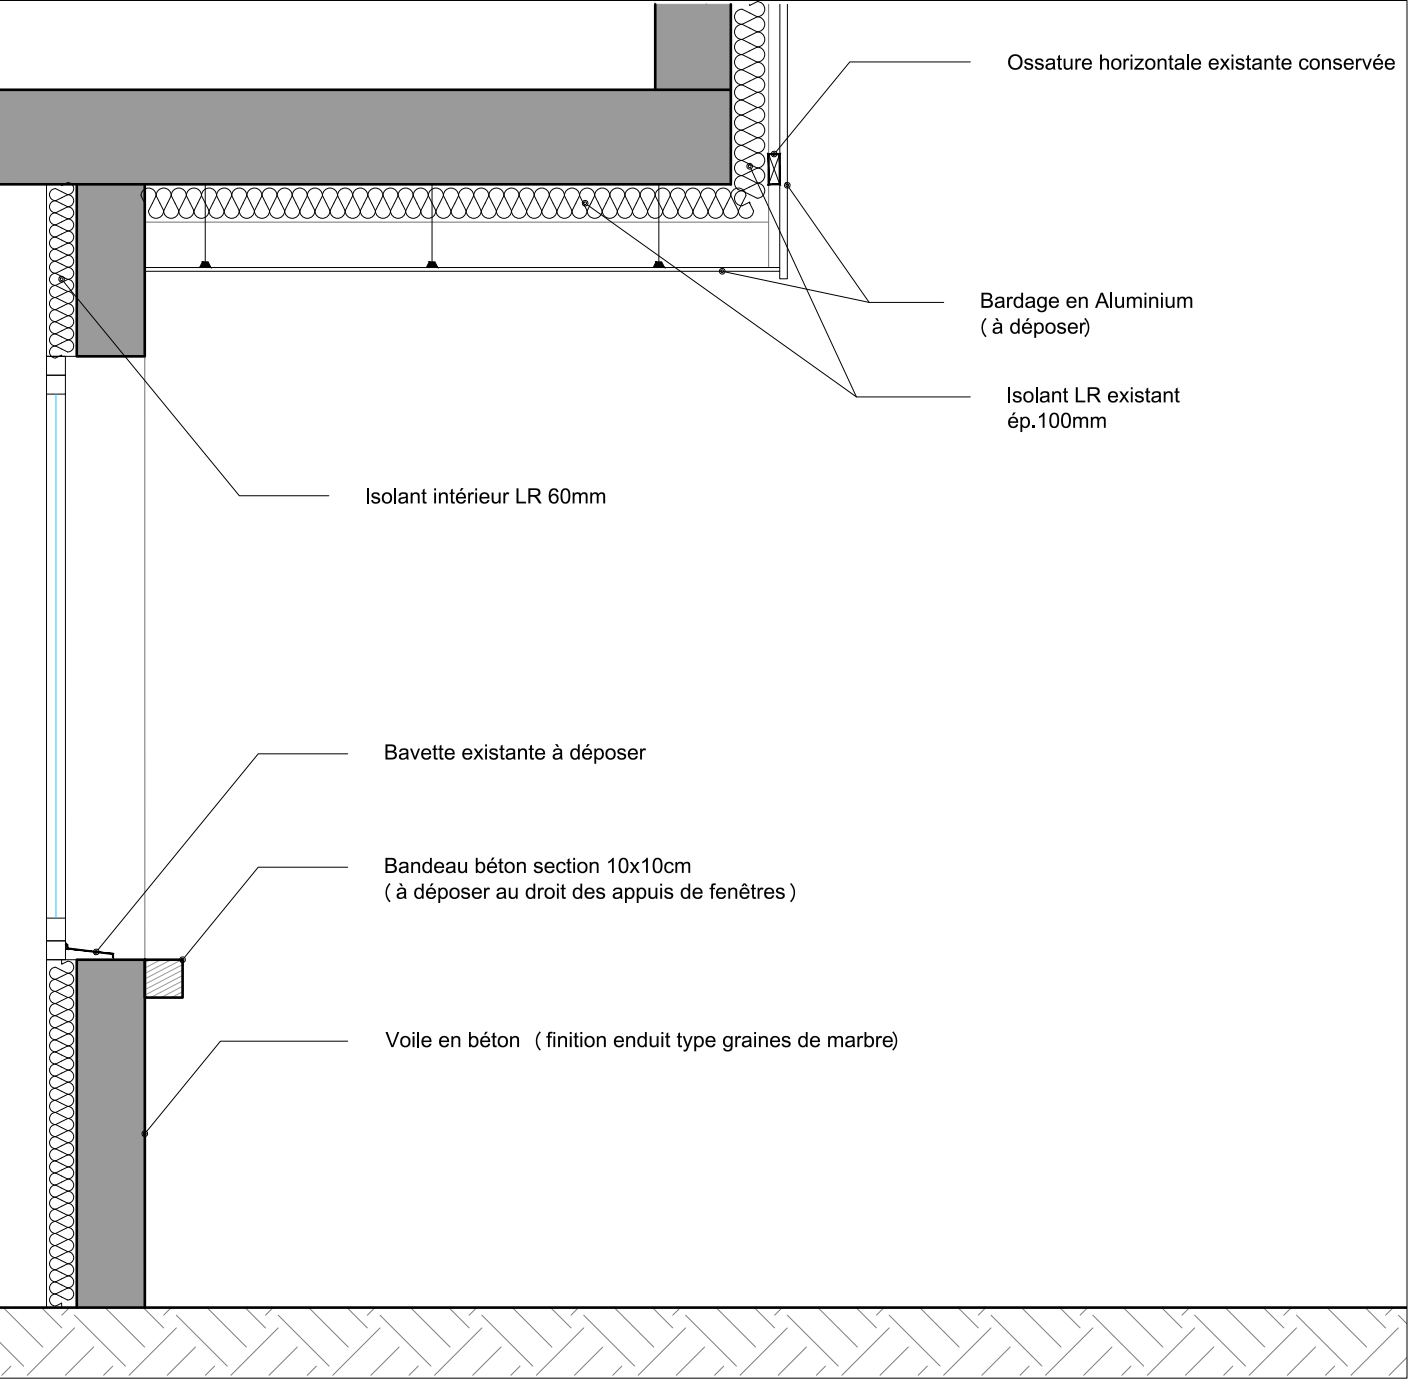 Ossature horizontale existante conservée
Bardage en Aluminium
( à déposer)
Isolant LR existant
ép.100mm
Isolant intérieur LR 60mm
Bavette existante à déposer
Bandeau béton section 10x10cm
( à déposer au droit des appuis de fenêtres )
Voile en béton ( finition enduit type graines de marbre)